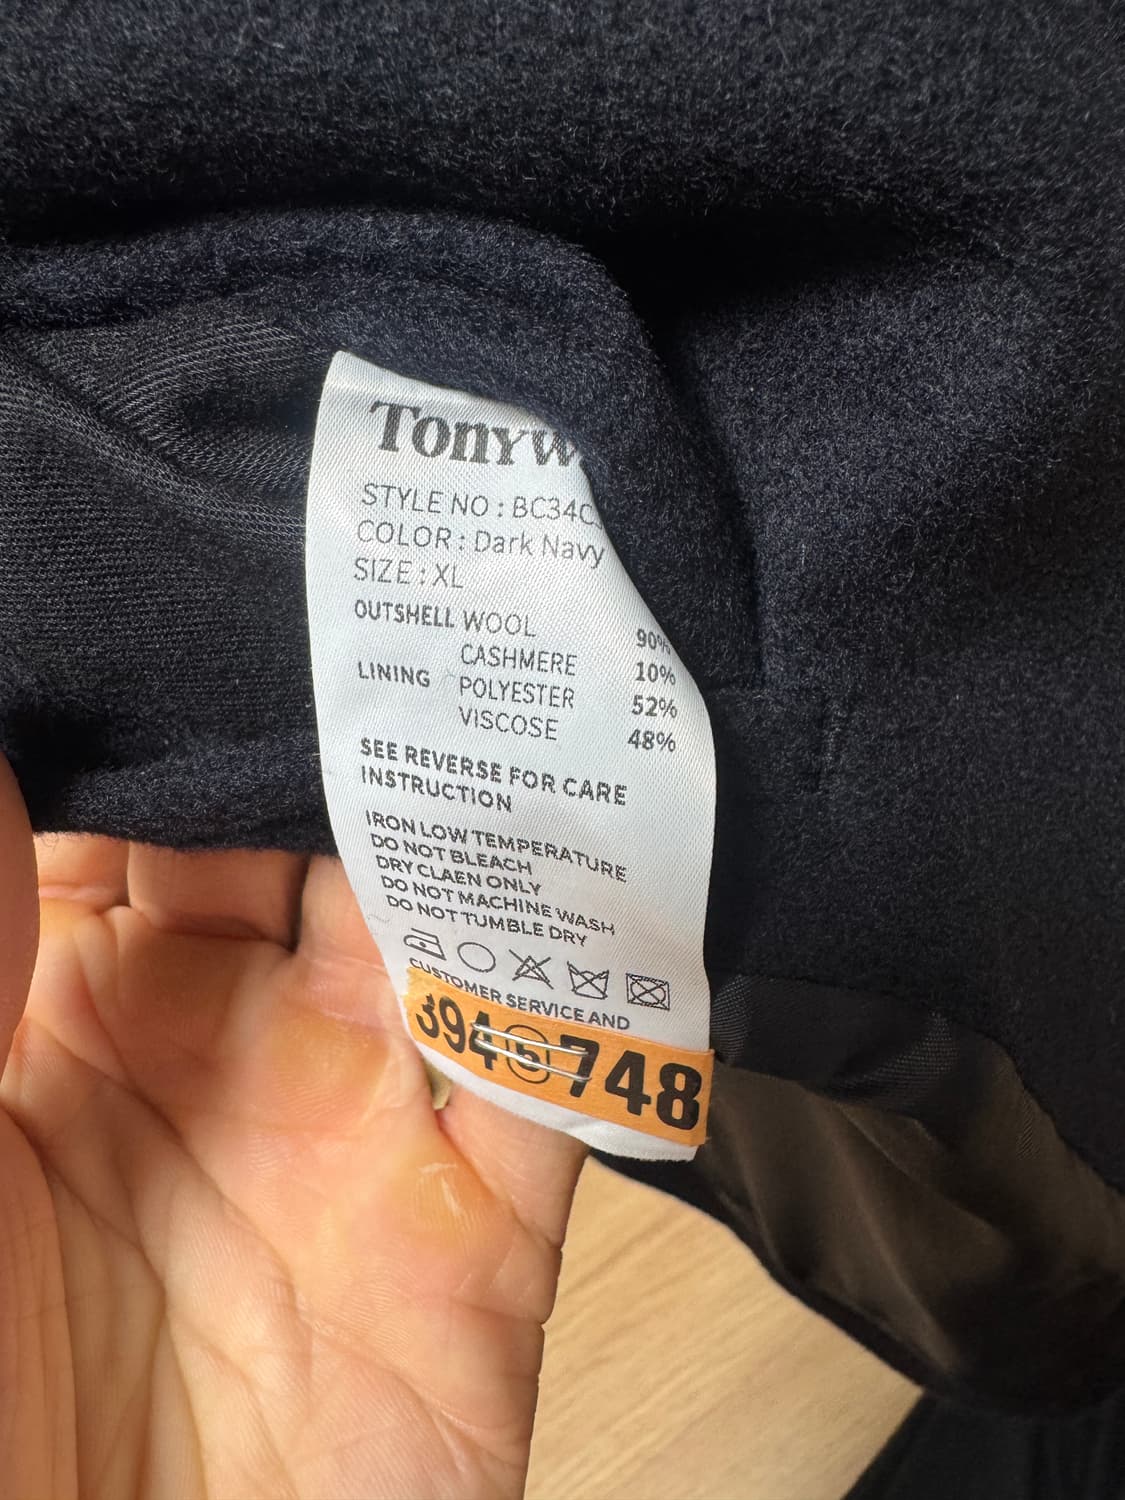 TONYW
STYLE NO : BC34C
COLOR : Dark Navy
SIZE : XL
OUTSHELL WOOL 90%
CASHMERE 10%
LINING POLYESTER 52%
VISCOSE 48%
SEE REVERSE FOR CARE
INSTRUCTION
IRON LOW TEMPERATURE
DO NOT BLEACH
DRY CLAEN ONLY
DO NOT MACHINE WASH
DO NOT TUMBLE DRY
CUSTOMER SERVICE AND
394 5 748